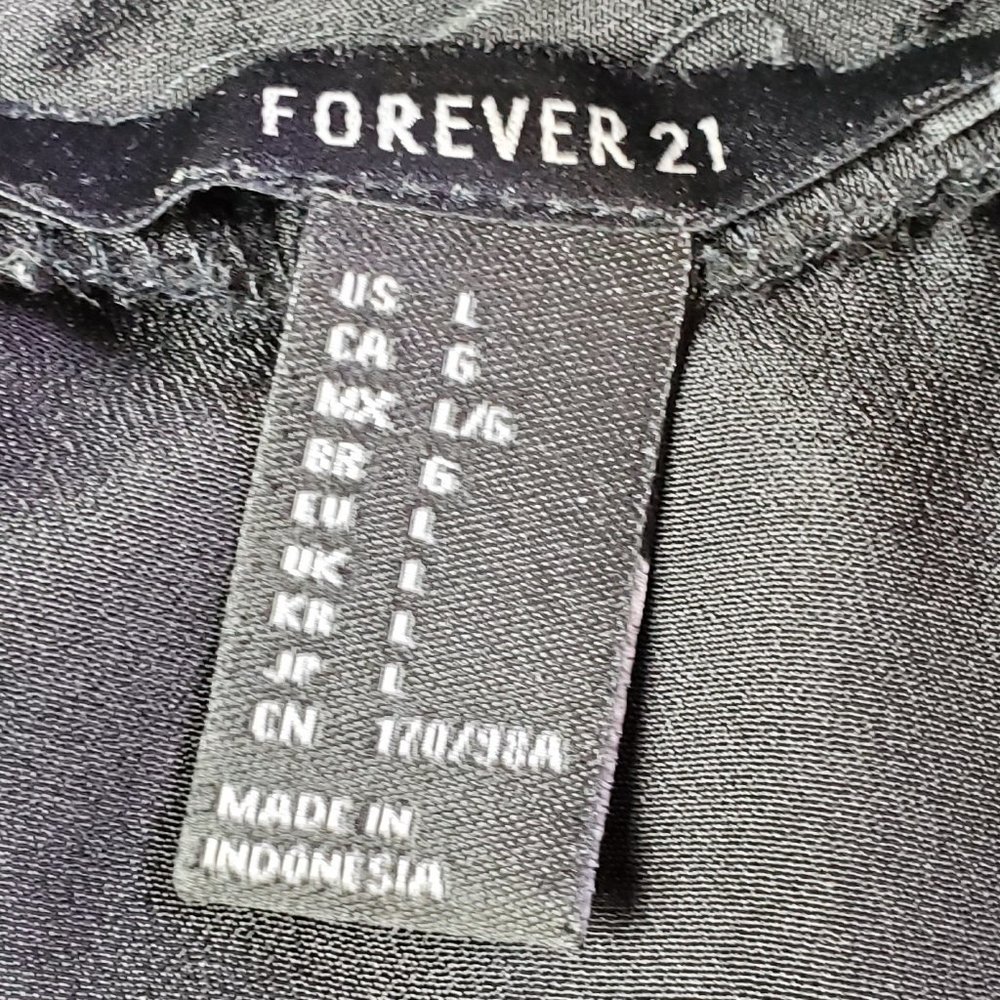 FOREVER 21
US L
CA G
MX L/G
BR G
EU L
UK L
KR L
JP L
CN 170/98A
MADE IN
INDONESIA